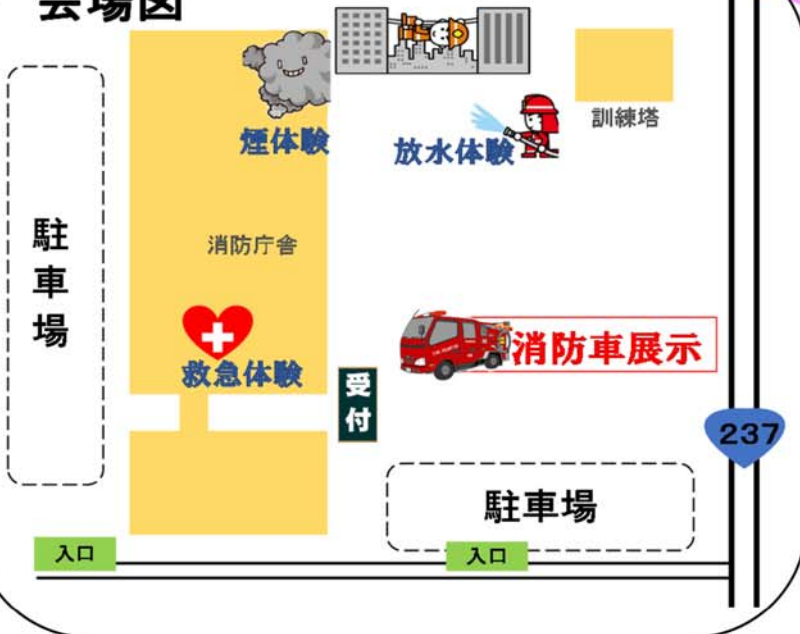 会場図
煙体験
放水体験
訓練塔
駐車場
消防庁舎
救急体験
受付
消防車展示
237
駐車場
入口
入口